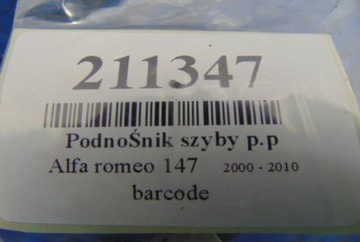 211347
PodnoŚnik szyby p.p
Alfa romeo 147 2000 - 2010
barcode